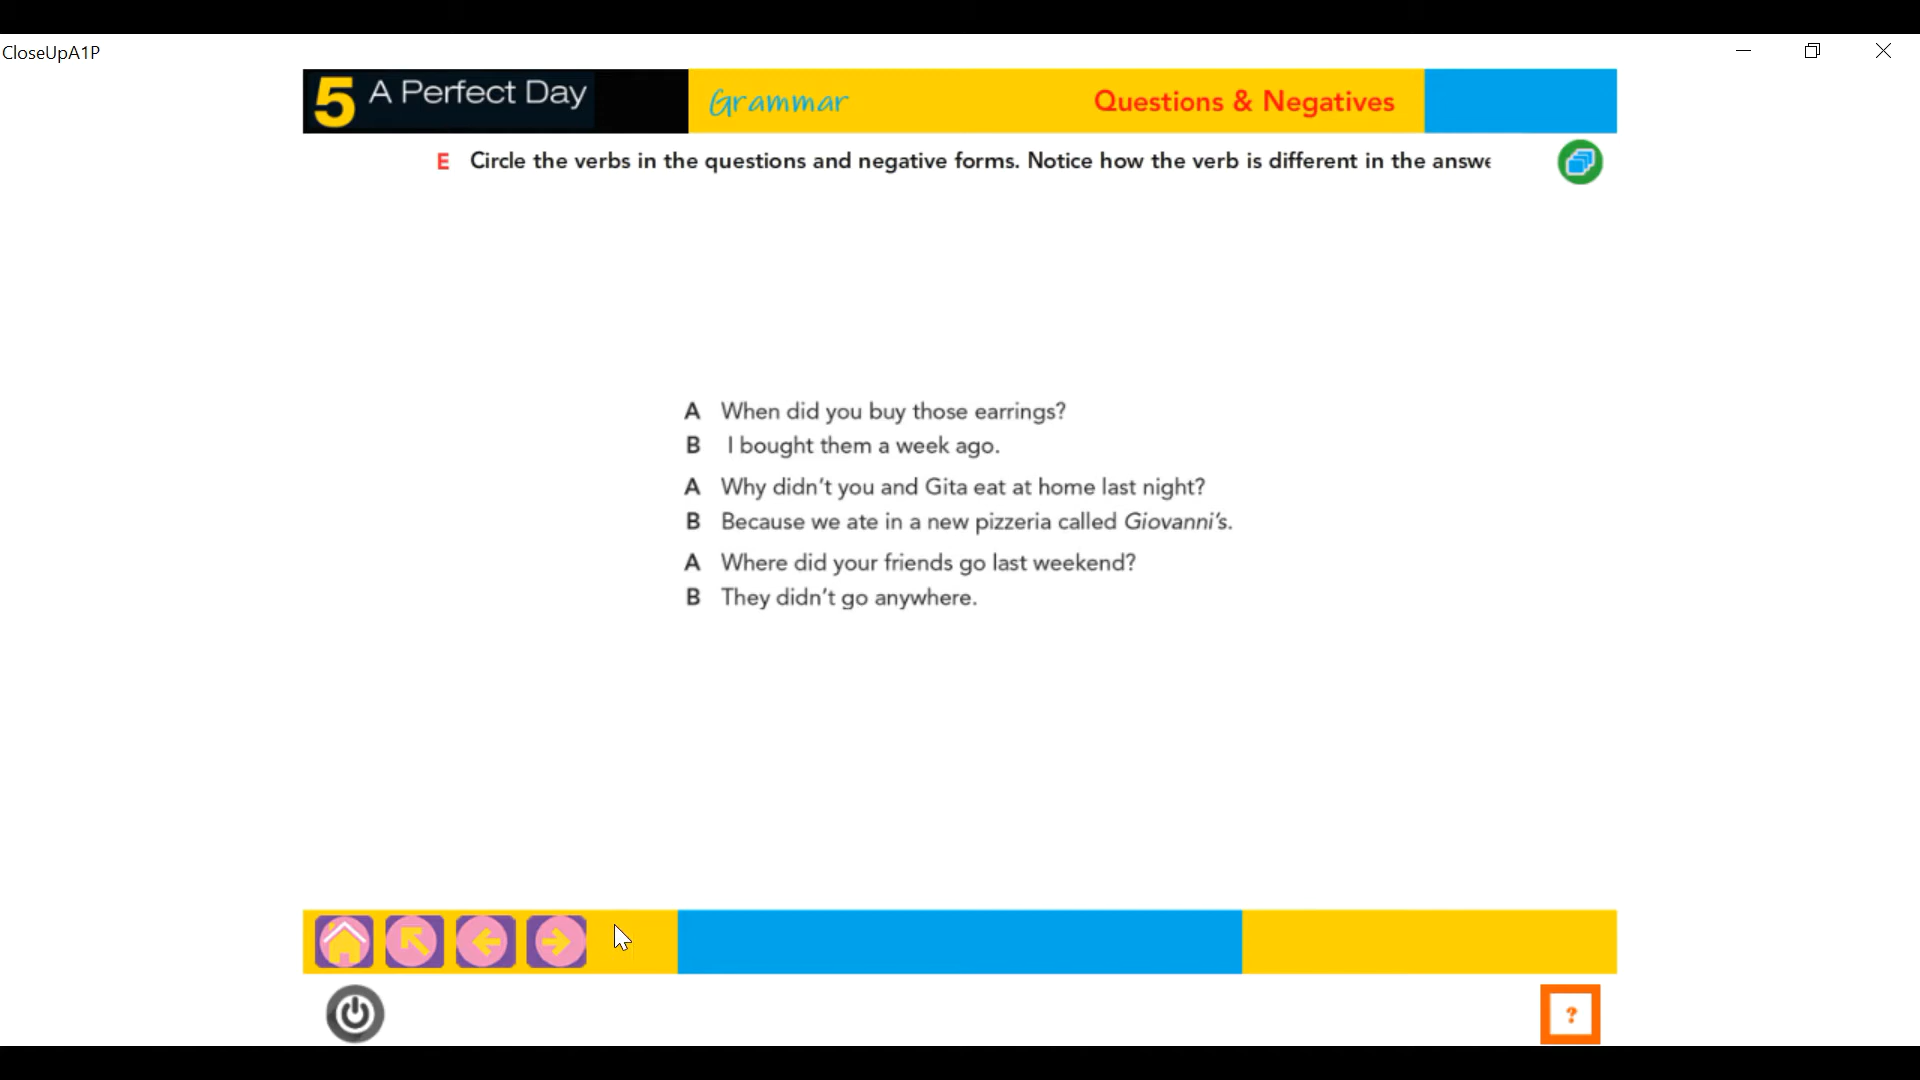 CloseUpA1P
5 A Perfect Day
Grammar
Questions & Negatives
E Circle the verbs in the questions and negative forms. Notice how the verb is different in the answe
A When did you buy those earrings?
B I bought them a week ago.
A Why didn't you and Gita eat at home last night?
B Because we ate in a new pizzeria called Giovanni's.
A Where did your friends go last weekend?
B They didn't go anywhere.
?